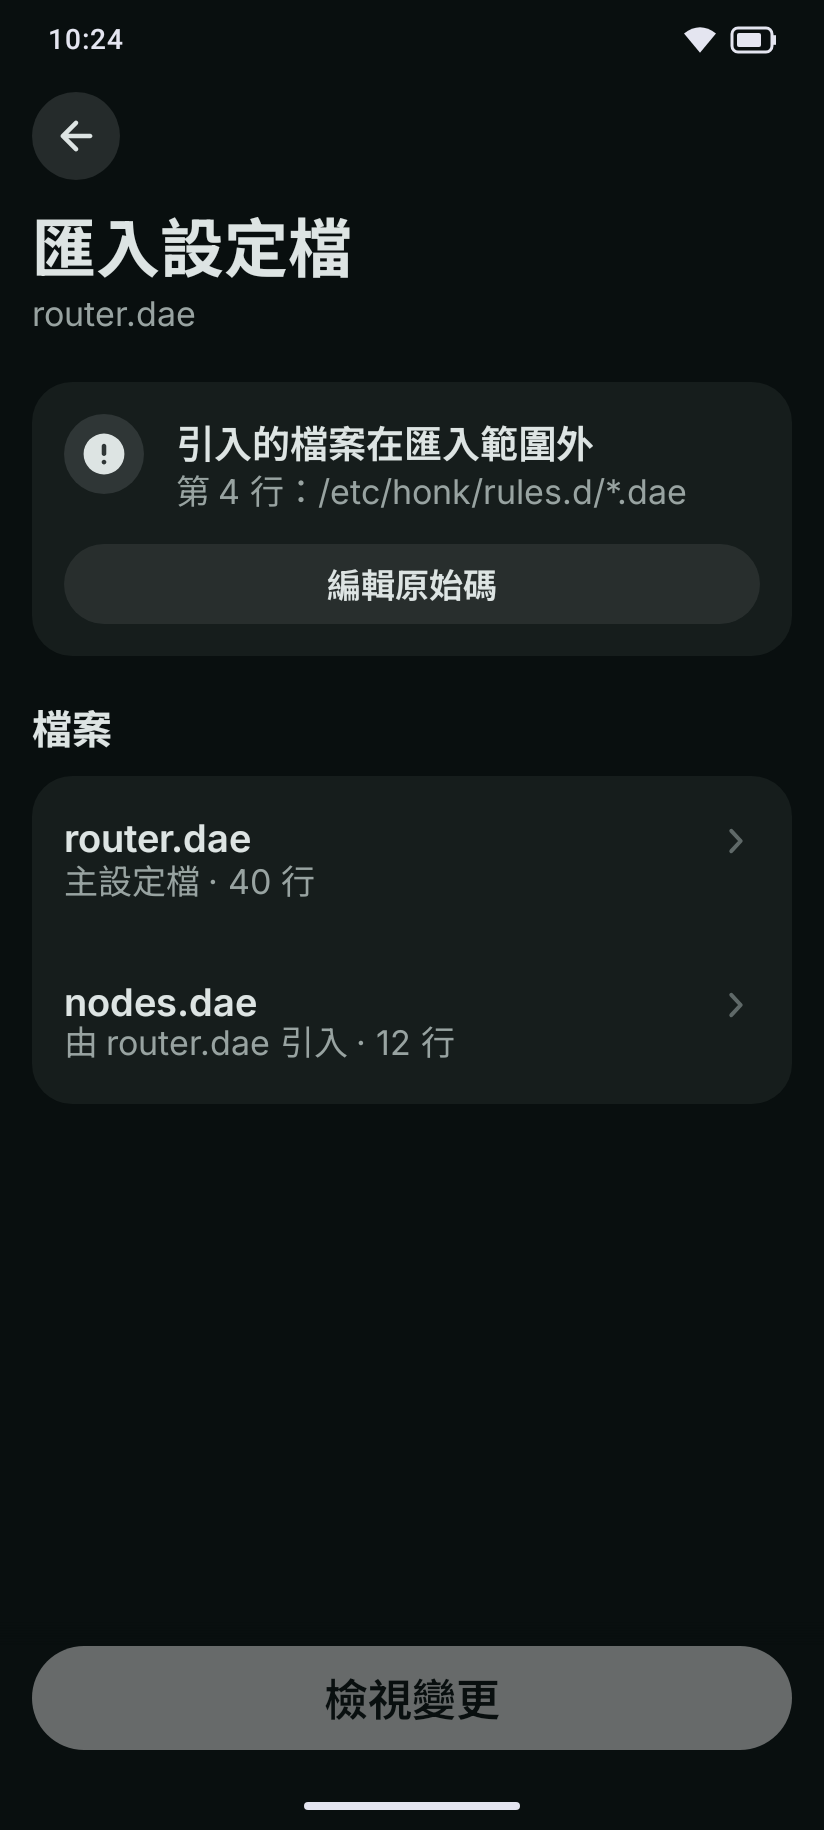 10:24
匯入設定檔
router.dae
引入的檔案在匯入範圍外
第 4 行：/etc/honk/rules.d/*.dae
編輯原始碼
檔案
router.dae
主設定檔 · 40 行
nodes.dae
由 router.dae 引入 · 12 行
檢視變更